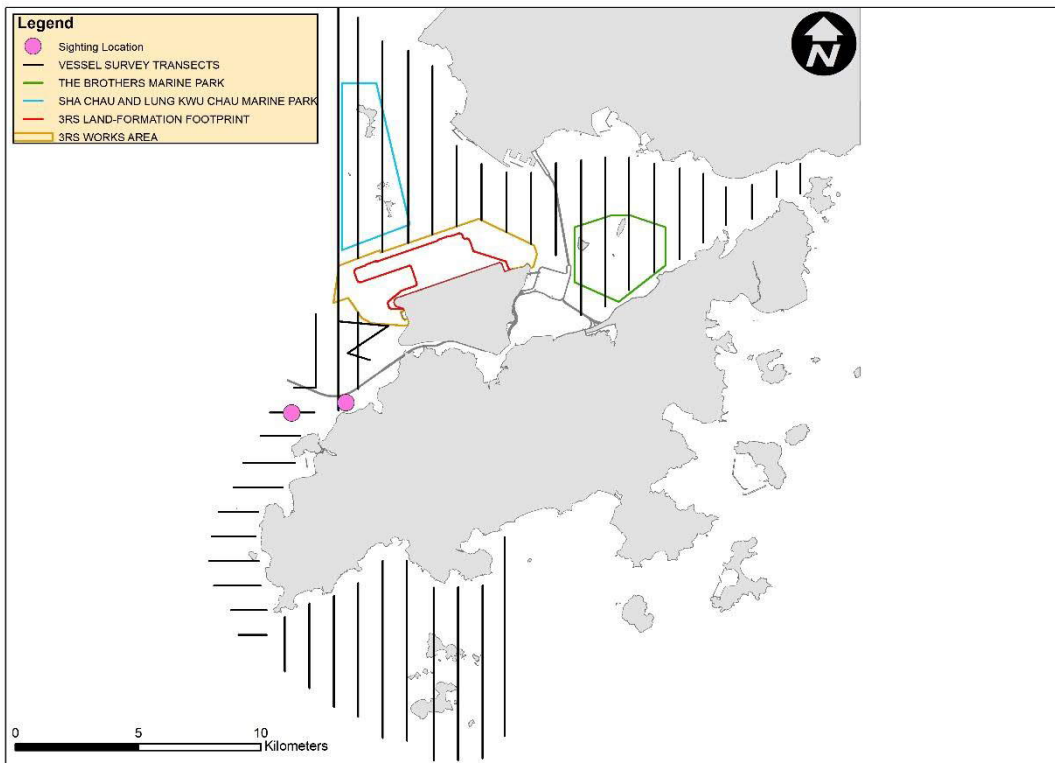 Legend
Sighting Location
VESSEL SURVEY TRANSECTS
THE BROTHERS MARINE PARK
SHA CHAU AND LUNG KWU CHAU MARINE PARK
3RS LAND-FORMATION FOOTPRINT
3RS WORKS AREA
N
0 5 10
Kilometers